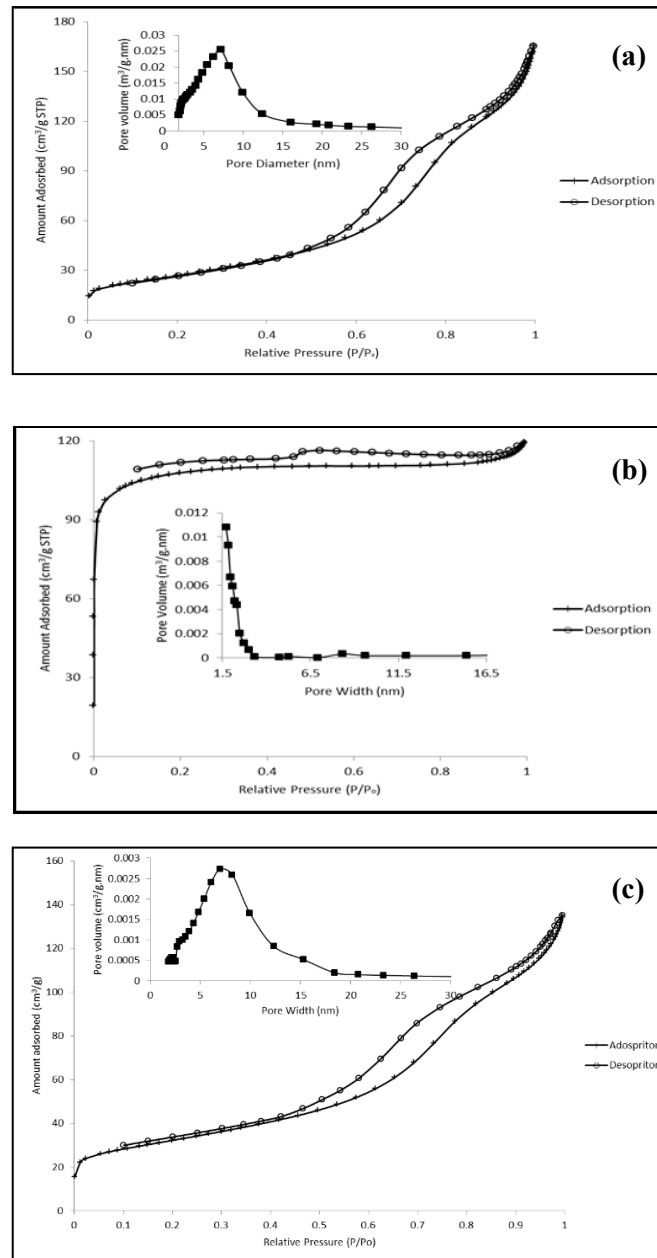 (a)
Amount Adosrbed (cm³/g STP)
180
150
120
90
60
30
0
0 0.2 0.4 0.6 0.8 1
Relative Pressure (P/Pₒ)
Pore volume (m³/g.nm)
0.03
0.025
0.02
0.015
0.01
0.005
0
0 5 10 15 20 25 30
Pore Diameter (nm)
Adsorption
Desorption
(b)
Amount Adsorbed (cm³/g STP)
120
90
60
30
0
0 0.2 0.4 0.6 0.8 1
Relative Pressure (P/Pₒ)
Pore Volume (m³/g.nm)
0.012
0.01
0.008
0.006
0.004
0.002
0
1.5 6.5 11.5 16.5
Pore Width (nm)
Adsorption
Desorption
(c)
Amount adsorbed (cm³/g)
160
140
120
100
80
60
40
20
0
0 0.1 0.2 0.3 0.4 0.5 0.6 0.7 0.8 0.9 1
Relative Pressure (P/Po)
Pore volume (cm³/g.nm)
0.003
0.0025
0.002
0.0015
0.001
0.0005
0
0 5 10 15 20 25 30
Pore Width (nm)
Adospriton
Desopriton